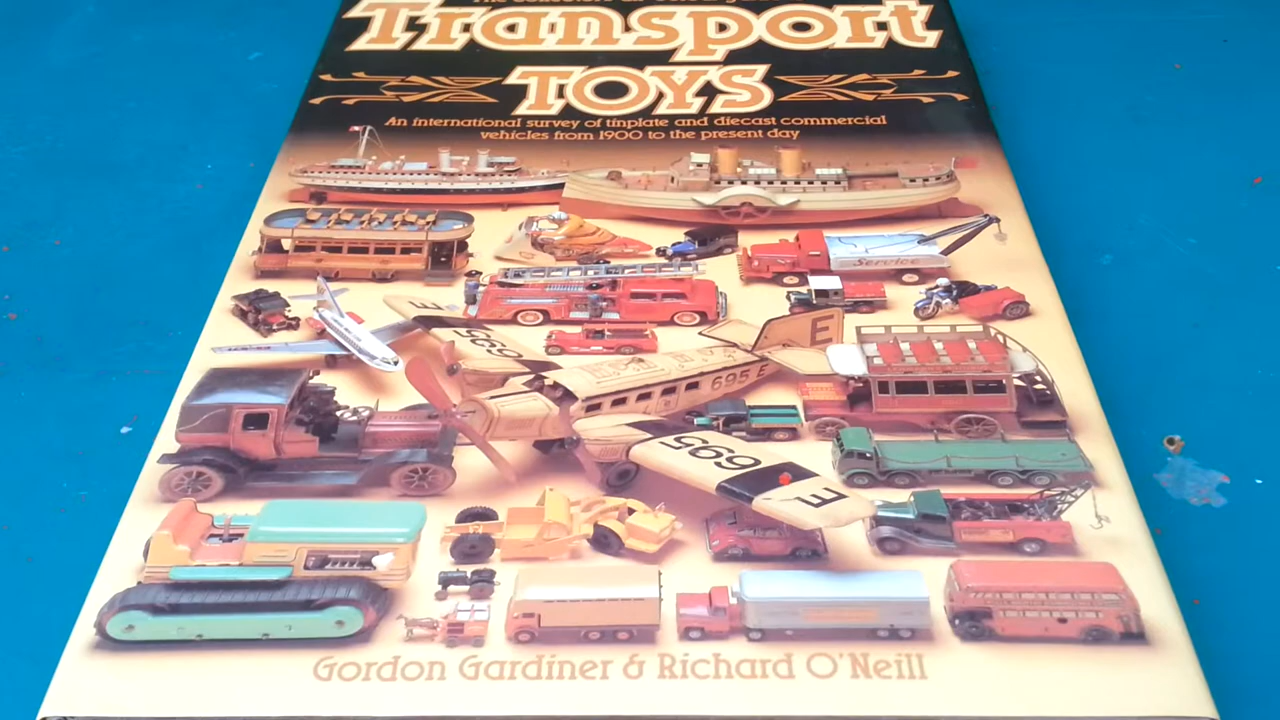 Transport
TOYS
An international survey of tinplate and diecast commercial
vehicles from 1900 to the present day
Service
E
695
695 E
E
695
E
Gordon Gardiner & Richard O'Neill